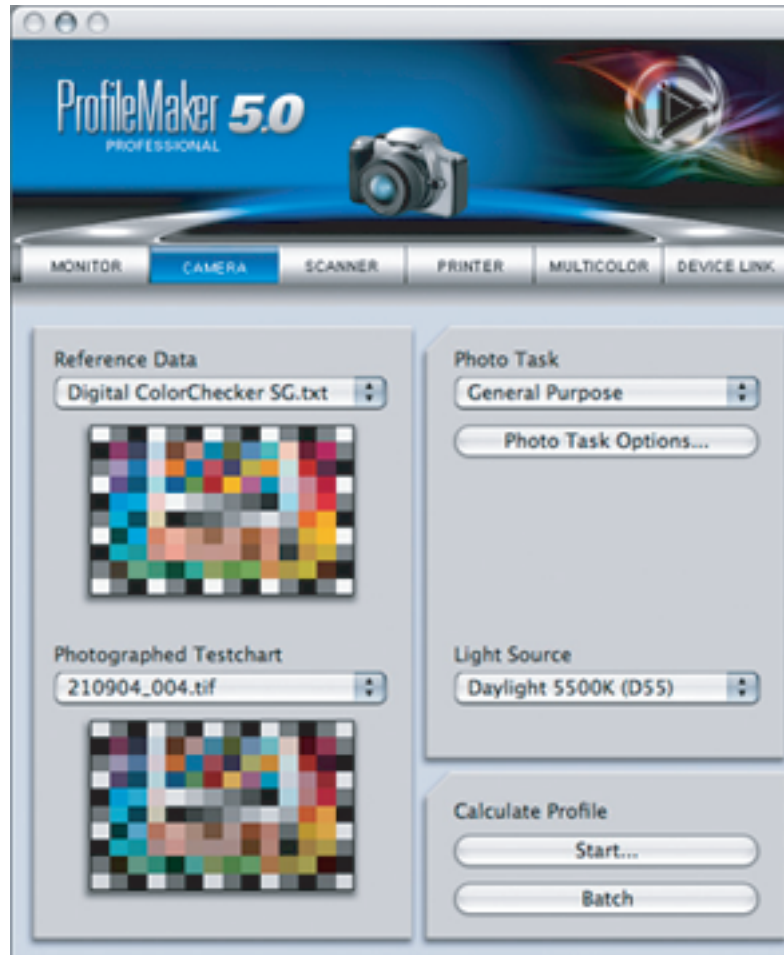 ProfileMaker 5.0
PROFESSIONAL
MONITOR CAMERA SCANNER PRINTER MULTICOLOR DEVICE LINK
Reference Data
Digital ColorChecker SG.txt
Photographed Testchart
210904_004.tif
Photo Task
General Purpose
Photo Task Options...
Light Source
Daylight 5500K (D55)
Calculate Profile
Start...
Batch